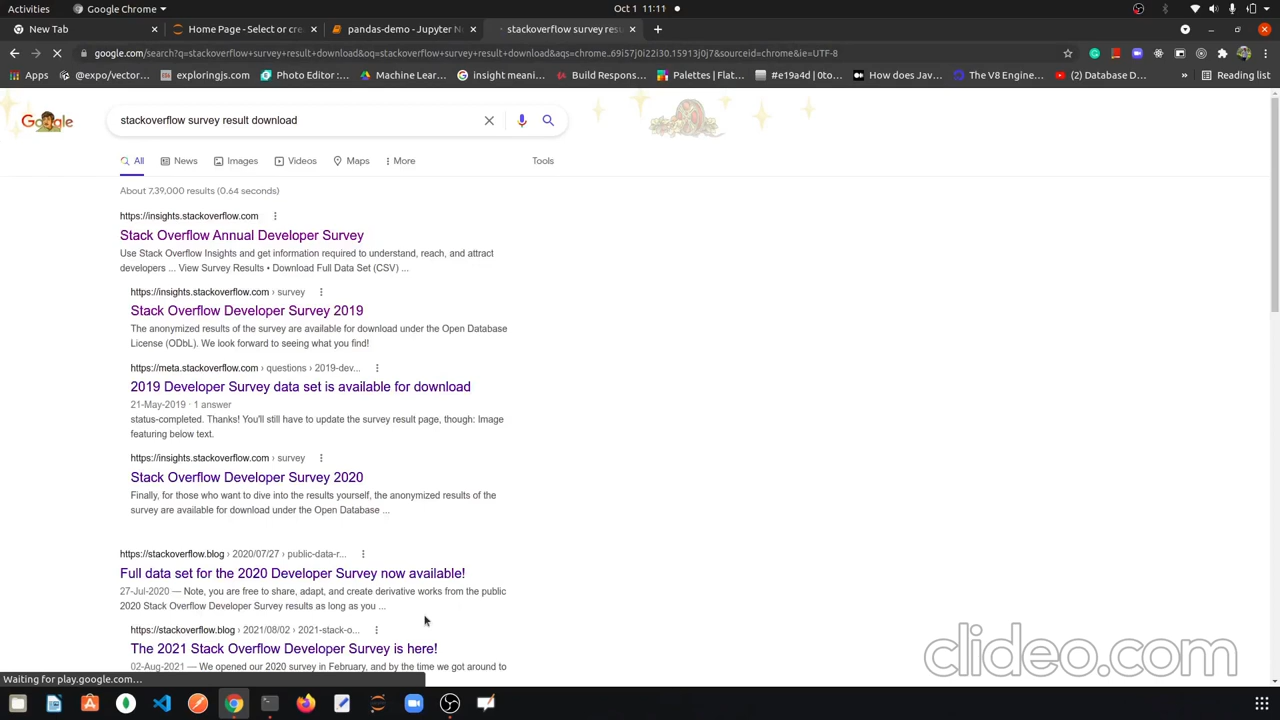 Activities
Google Chrome
Oct 1 11:11
New Tab
Home Page - Select or cre
pandas-demo - Jupyter No
stackoverflow survey resu
google.com/search?q=stackoverflow+survey+result+download&oq=stackoverflow+survey+result+download&aqs=chrome..69i57j0i22i30.15913j0j7&sourceid=chrome&ie=UTF-8
Apps
@expo/vector...
exploringjs.com
Photo Editor :...
Machine Lear...
insight meani...
Build Respons...
Palettes | Flat...
#e19a4d | 0to...
How does Jav...
The V8 Engine...
(2) Database D...
»
Reading list
stackoverflow survey result download
All
News
Images
Videos
Maps
More
Tools
About 7,39,000 results (0.64 seconds)
https://insights.stackoverflow.com
Stack Overflow Annual Developer Survey
Use Stack Overflow Insights and get information required to understand, reach, and attract
developers ... View Survey Results • Download Full Data Set (CSV) ...
https://insights.stackoverflow.com › survey
Stack Overflow Developer Survey 2019
The anonymized results of the survey are available for download under the Open Database
License (ODbL). We look forward to seeing what you find!
https://meta.stackoverflow.com › questions › 2019-dev...
2019 Developer Survey data set is available for download
21-May-2019 · 1 answer
status-completed. Thanks! You'll still have to update the survey result page, though: Image
featuring below text.
https://insights.stackoverflow.com › survey
Stack Overflow Developer Survey 2020
Finally, for those who want to dive into the results yourself, the anonymized results of the
survey are available for download under the Open Database ...
https://stackoverflow.blog › 2020/07/27 › public-data-r...
Full data set for the 2020 Developer Survey now available!
27-Jul-2020 — Note, you are free to share, adapt, and create derivative works from the public
2020 Stack Overflow Developer Survey results as long as you ...
https://stackoverflow.blog › 2021/08/02 › 2021-stack-o...
The 2021 Stack Overflow Developer Survey is here!
02-Aug-2021 — We opened our 2020 survey in February, and by the time we got around to
Waiting for play.google.com...
clideo.com